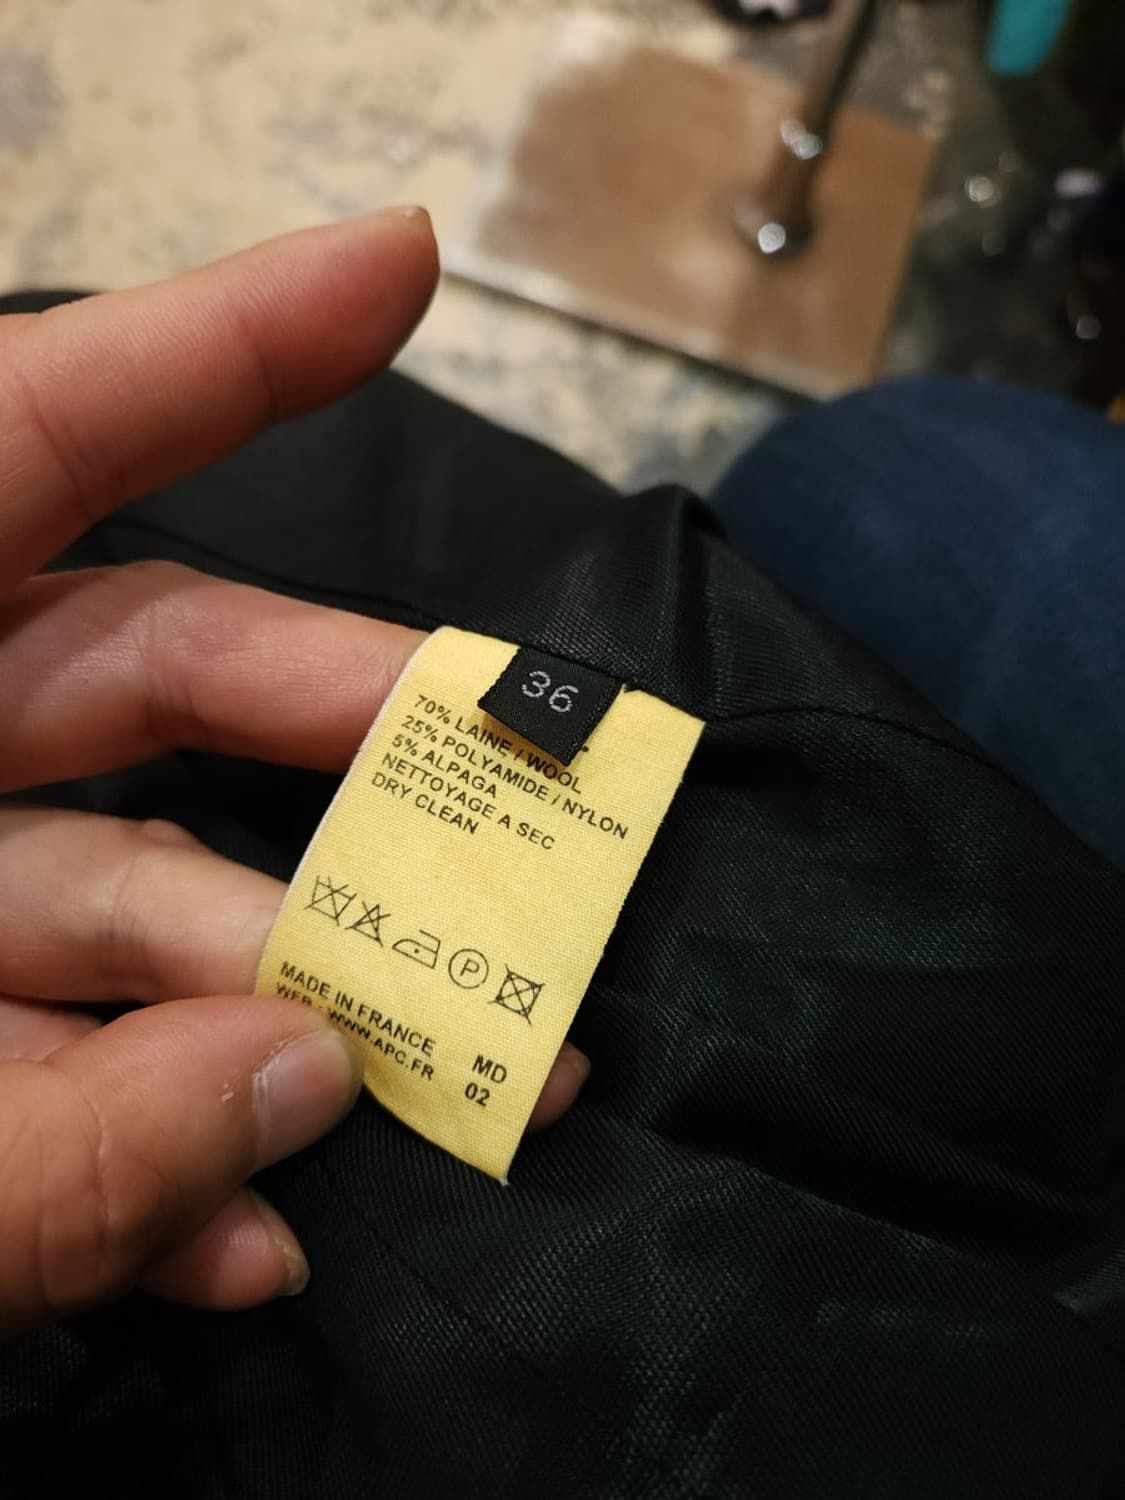 36
70% LAINE / WOOL
25% POLYAMIDE / NYLON
5% ALPAGA
NETTOYAGE A SEC
DRY CLEAN
P
MADE IN FRANCE
WEB : WWW.APC.FR
MD
02